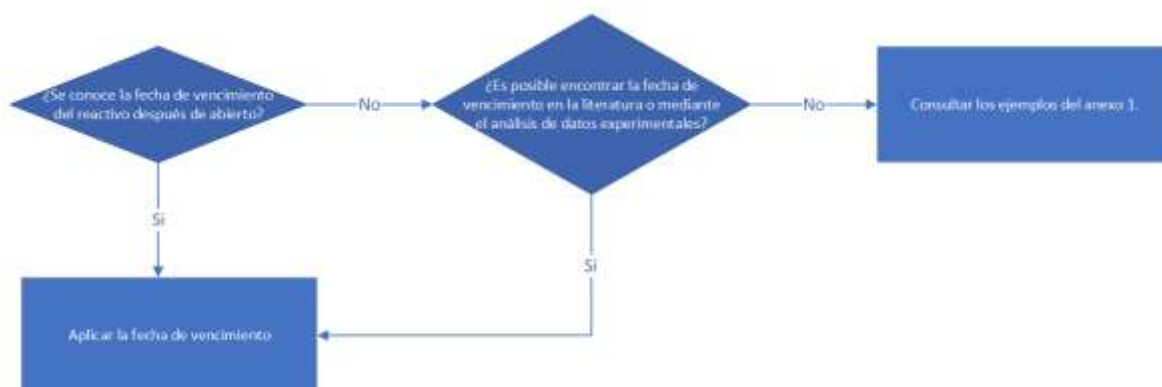 ¿Se conoce la fecha de vencimiento
del reactivo después de abierto?
No
¿Es posible encontrar la fecha de
vencimiento en la literatura o mediante
el análisis de datos experimentales?
No
Consultar los ejemplos del anexo 1.
Si
Si
Aplicar la fecha de vencimiento